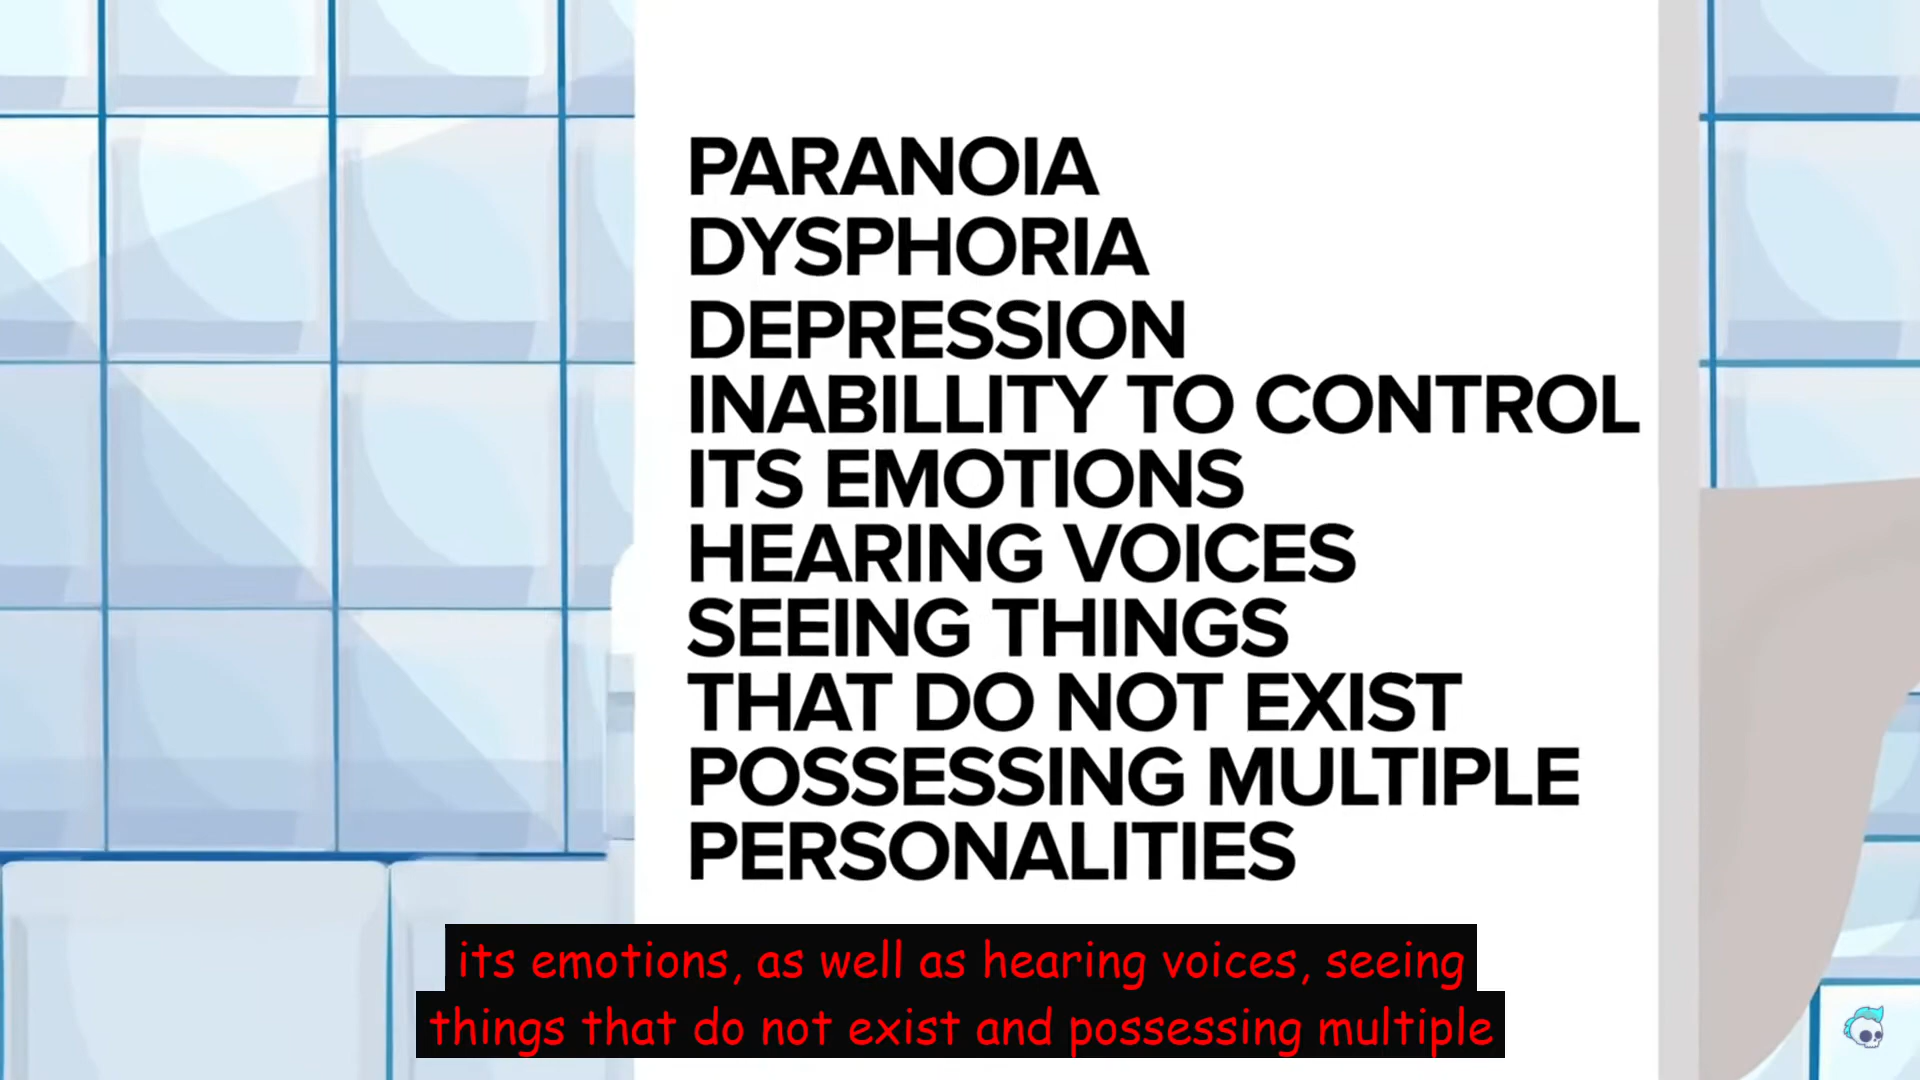 PARANOIA
DYSPHORIA
DEPRESSION
INABILLITY TO CONTROL
ITS EMOTIONS
HEARING VOICES
SEEING THINGS
THAT DO NOT EXIST
POSSESSING MULTIPLE
PERSONALITIES
its emotions, as well as hearing voices, seeing
things that do not exist and possessing multiple